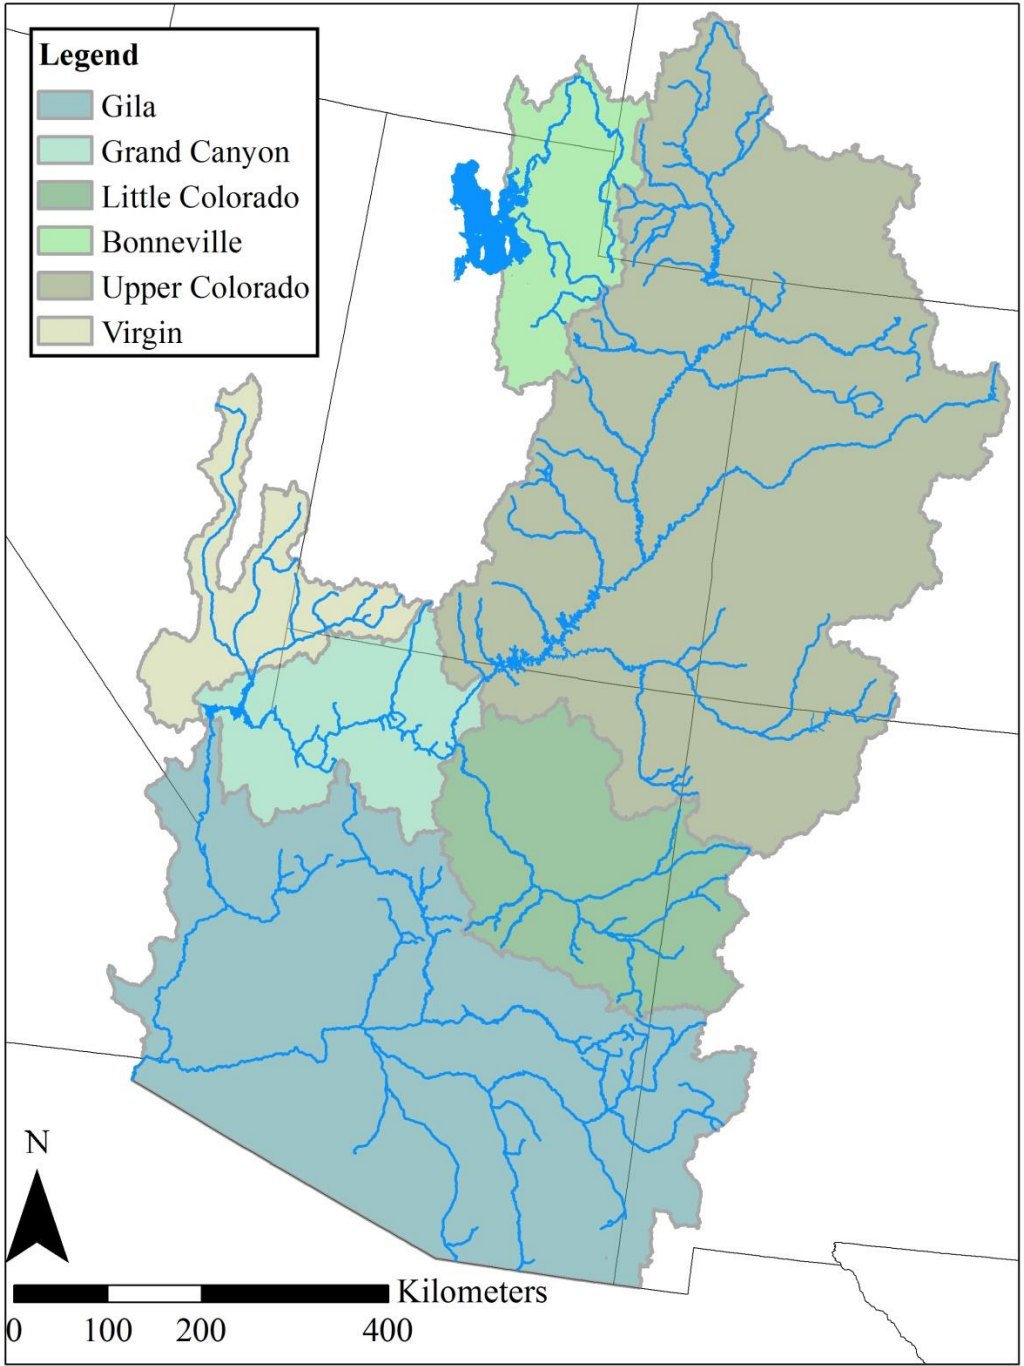 Legend
Gila
Grand Canyon
Little Colorado
Bonneville
Upper Colorado
Virgin
N
Kilometers
0 100 200 400